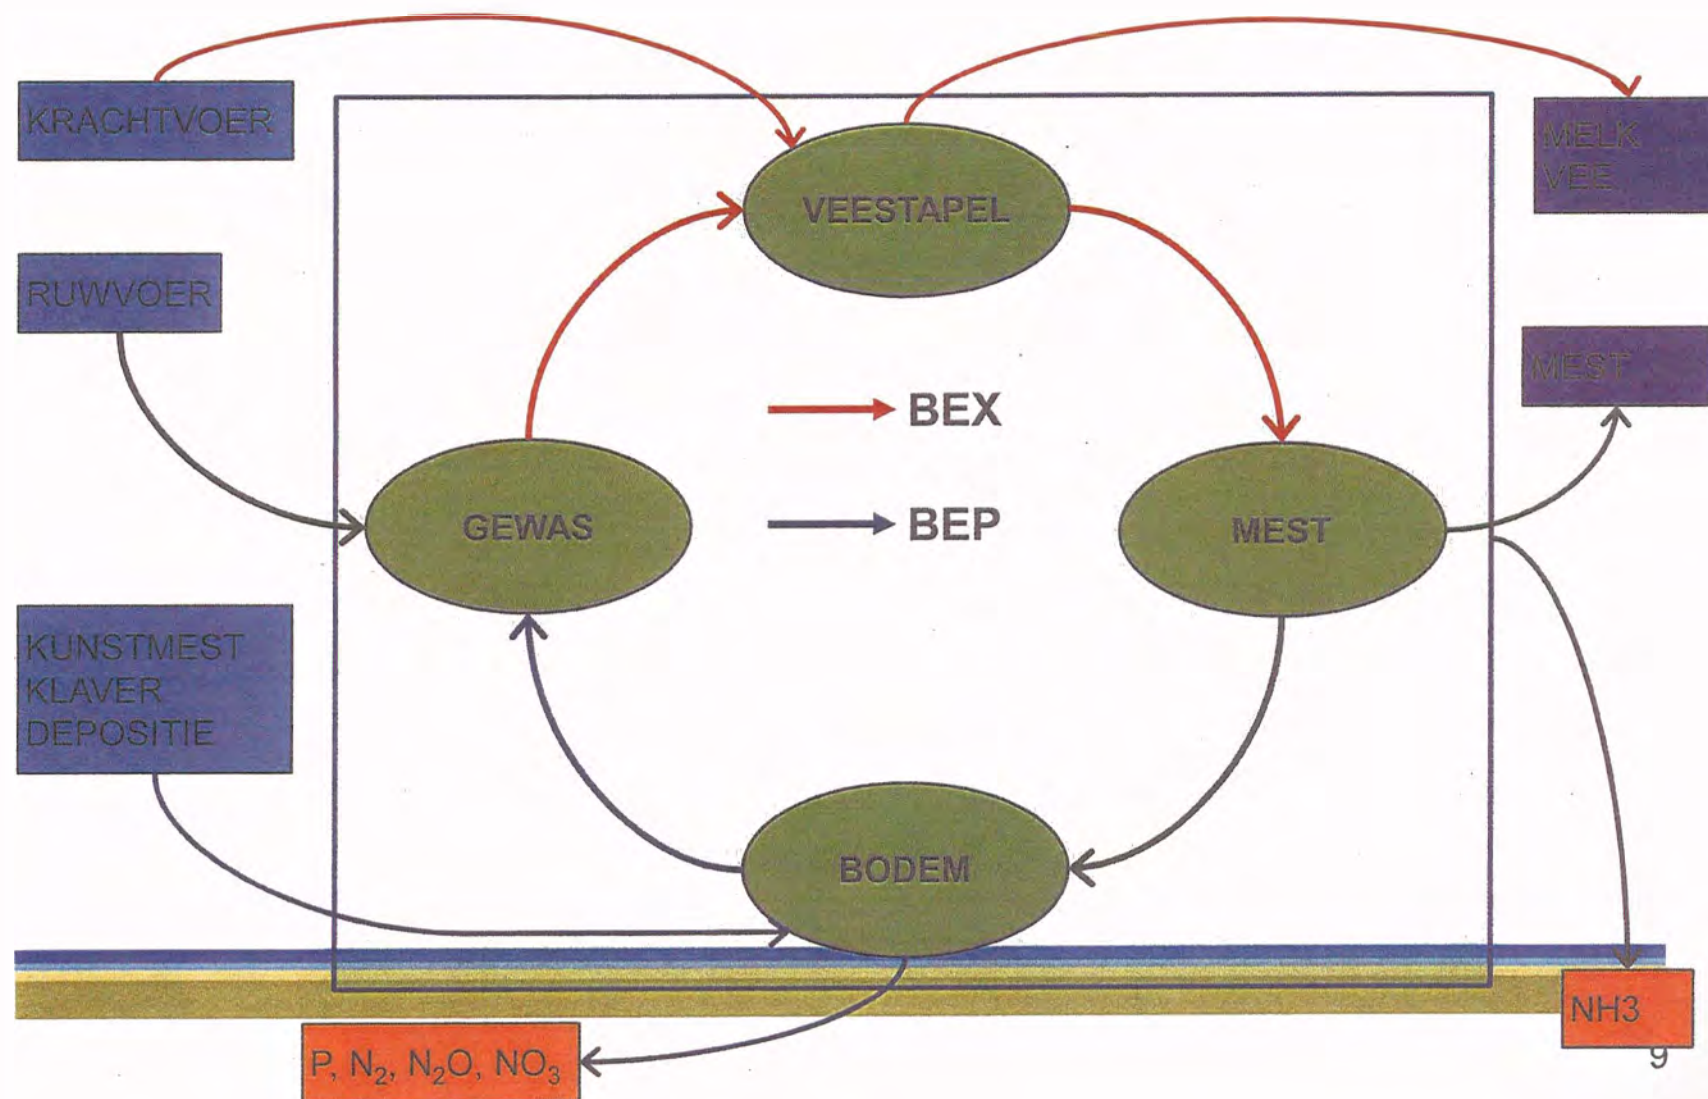 KRACHTVOER
MELK
VEE
VEESTAPEL
RUWVOER
MEST
BEX
GEWAS
BEP
MEST
KUNSTMEST
KLAVER
DEPOSITIE
BODEM
NH3
P, N₂, N₂O, NO₃
9